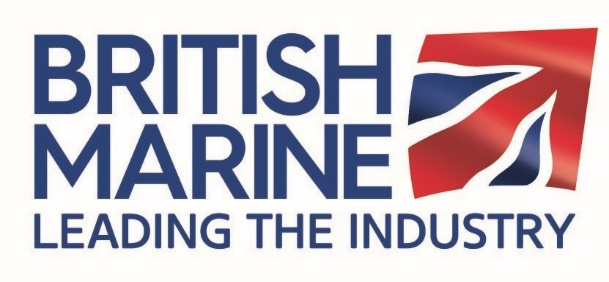 BRITISH
MARINE
LEADING THE INDUSTRY